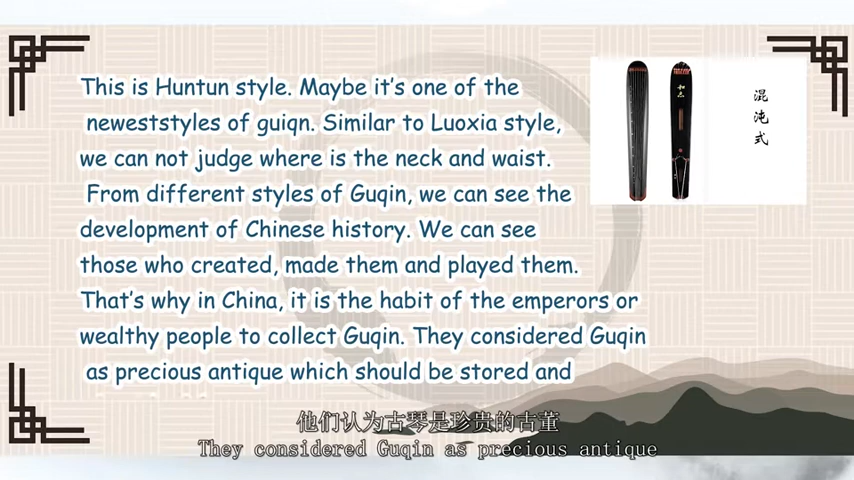 This is Huntun style. Maybe it's one of the
neweststyles of guiqn. Similar to Luoxia style,
we can not judge where is the neck and waist.
From different styles of Guqin, we can see the
development of Chinese history. We can see
those who created, made them and played them.
That's why in China, it is the habit of the emperors or
wealthy people to collect Guqin. They considered Guqin
as precious antique which should be stored and
混沌式
他们认为古琴是珍贵的古董
They considered Guqin as precious antique